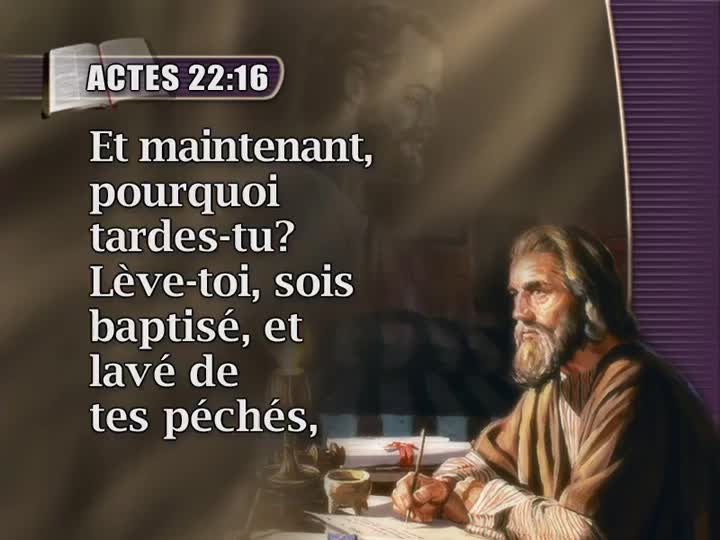 ACTES 22:16
Et maintenant,
pourquoi
tardes-tu?
Lève-toi, sois
baptisé, et
lavé de
tes péchés,